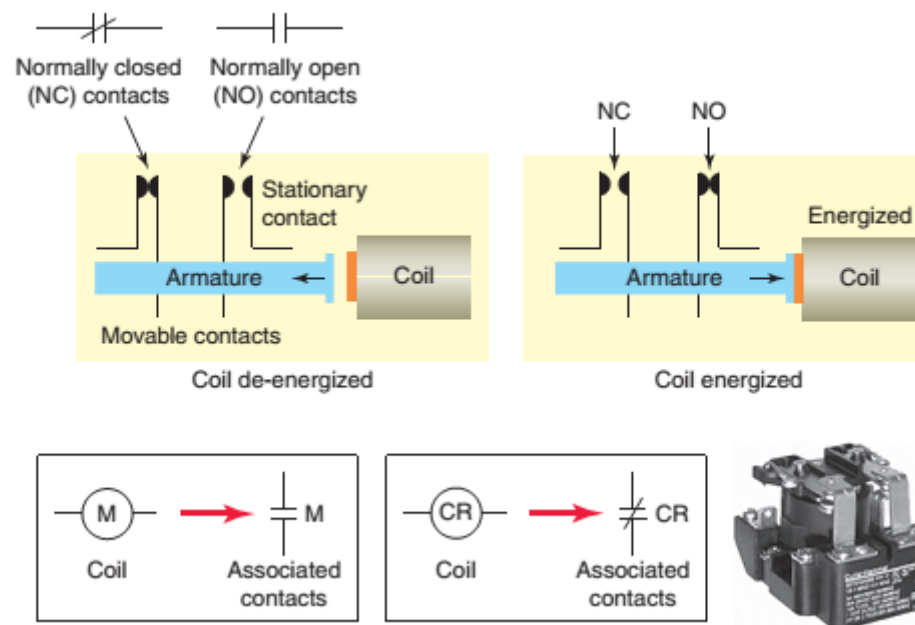 Normally closed
(NC) contacts
Normally open
(NO) contacts
NC
NO
Stationary
contact
Energized
Armature
Coil
Armature
Coil
Movable contacts
Coil de-energized
Coil energized
M
M
CR
CR
Coil
Associated
contacts
Coil
Associated
contacts